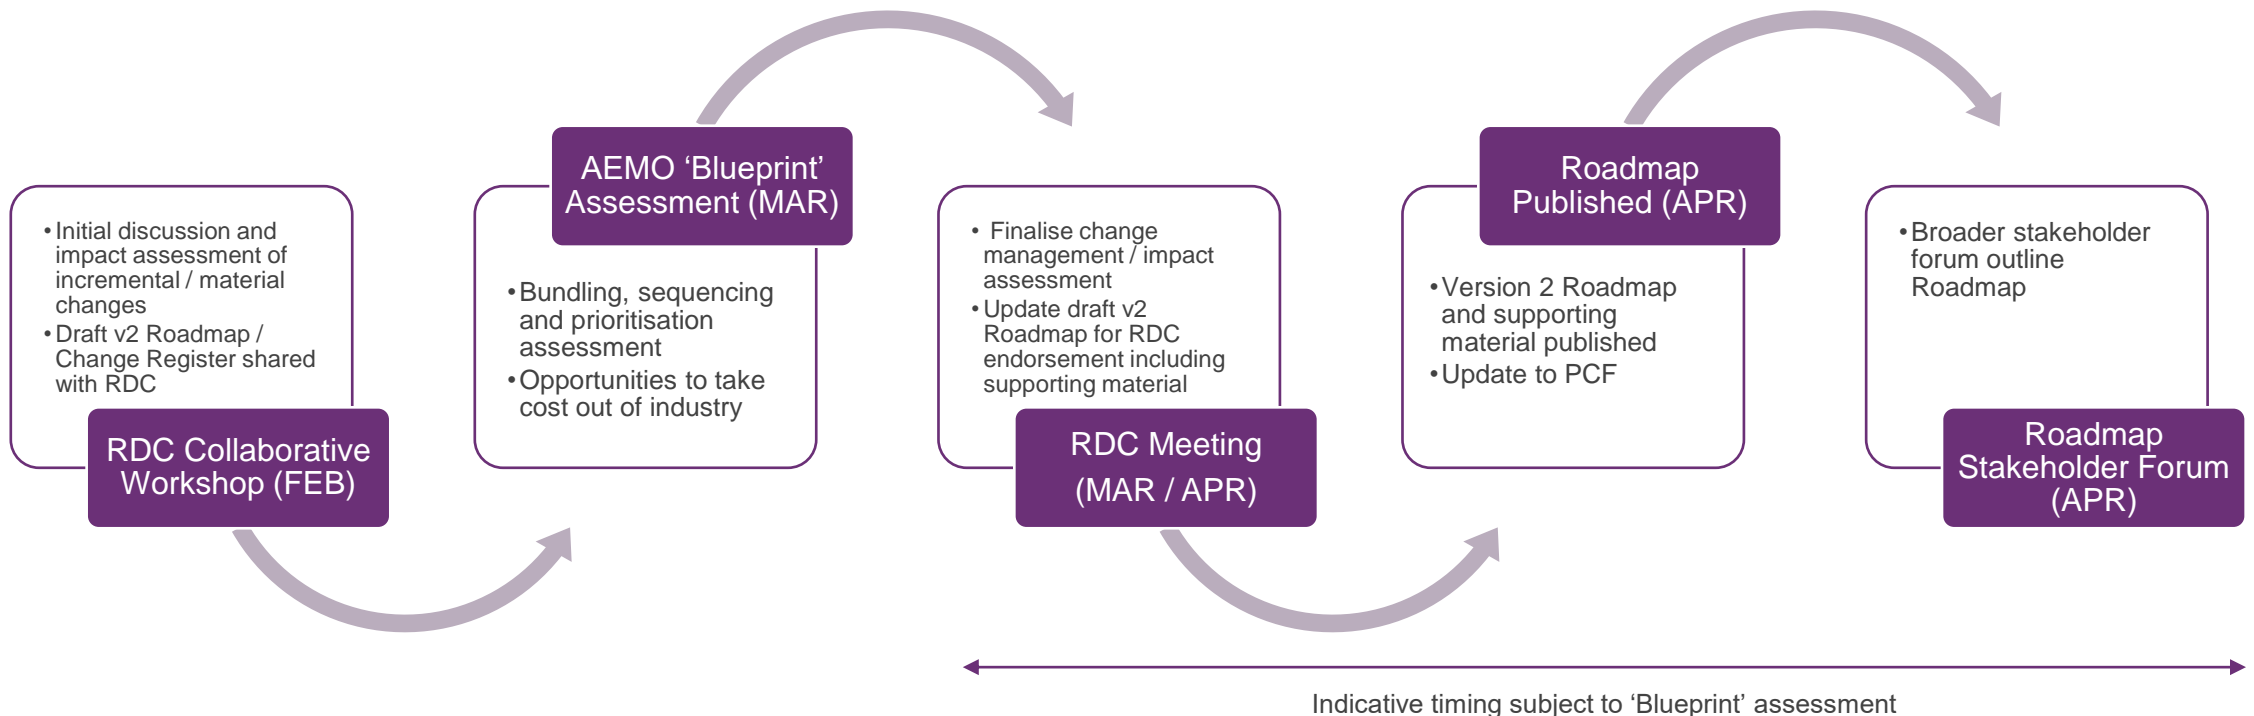 • Initial discussion and
impact assessment of
incremental / material
changes
• Draft v2 Roadmap /
Change Register shared
with RDC
RDC Collaborative
Workshop (FEB)
AEMO ‘Blueprint’
Assessment (MAR)
• Bundling, sequencing
and prioritisation
assessment
• Opportunities to take
cost out of industry
• Finalise change
management / impact
assessment
• Update draft v2
Roadmap for RDC
endorsement including
supporting material
RDC Meeting
(MAR / APR)
Roadmap
Published (APR)
• Version 2 Roadmap
and supporting
material published
• Update to PCF
• Broader stakeholder
forum outline
Roadmap
Roadmap
Stakeholder Forum
(APR)
Indicative timing subject to ‘Blueprint’ assessment